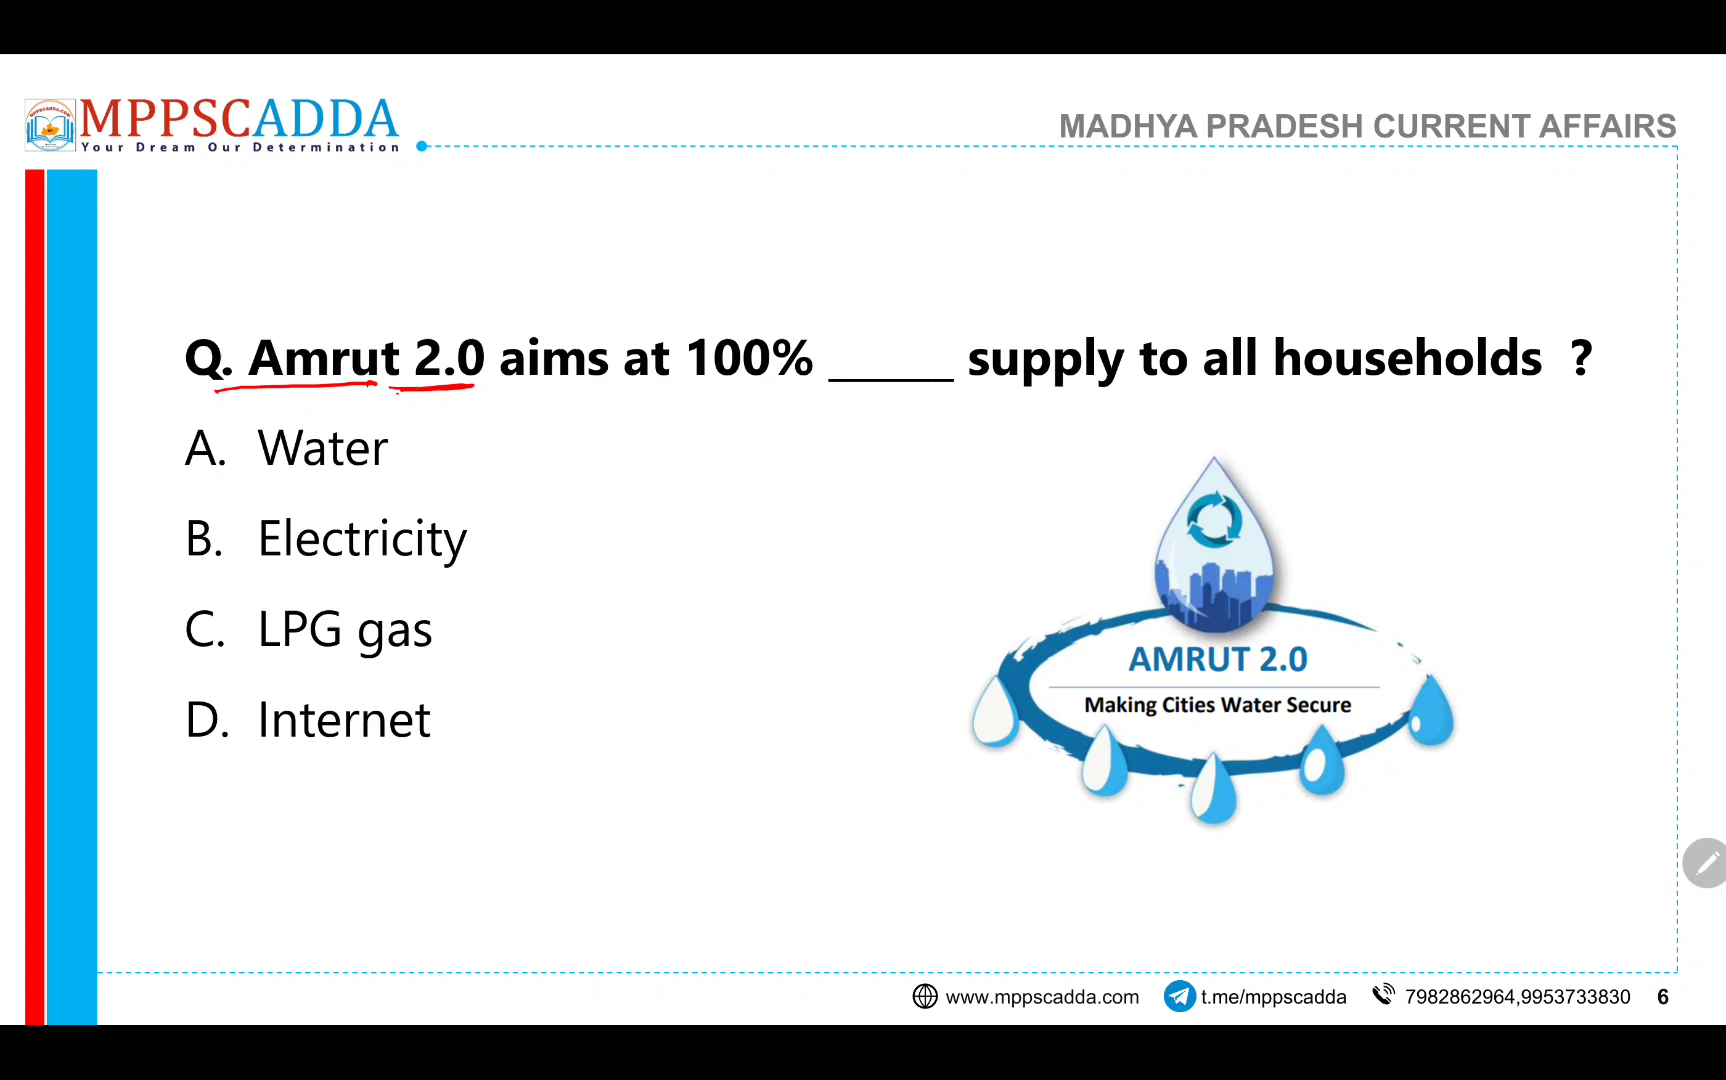 MPPSCADDA
Your Dream Our Determination
MADHYA PRADESH CURRENT AFFAIRS
Q. Amrut 2.0 aims at 100% ______ supply to all households ?
A. Water
B. Electricity
C. LPG gas
D. Internet
AMRUT 2.0
Making Cities Water Secure
www.mppscadda.com t.me/mppscadda 7982862964,9953733830 6